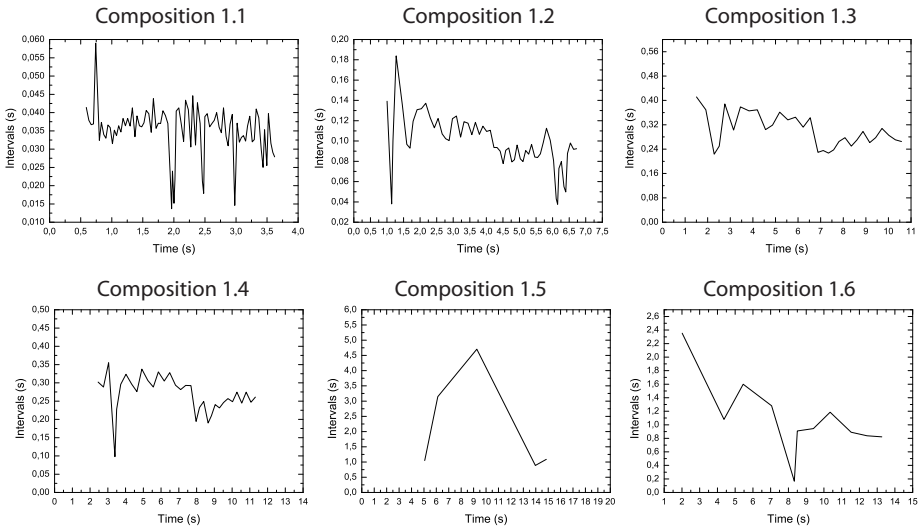 Composition 1.1
Intervals (s)
0,060
0,055
0,050
0,045
0,040
0,035
0,030
0,025
0,020
0,015
0,010
0,0 0,5 1,0 1,5 2,0 2,5 3,0 3,5 4,0
Time (s)
Composition 1.2
Intervals (s)
0,20
0,18
0,16
0,14
0,12
0,10
0,08
0,06
0,04
0,02
0,0 0,5 1,0 1,5 2,0 2,5 3,0 3,5 4,0 4,5 5,0 5,5 6,0 6,5 7,0 7,5
Time (s)
Composition 1.3
Intervals (s)
0,56
0,48
0,40
0,32
0,24
0,16
0,08
0,00
0 1 2 3 4 5 6 7 8 9 10 11
Time (s)
Composition 1.4
Intervals (s)
0,50
0,45
0,40
0,35
0,30
0,25
0,20
0,15
0,10
0,05
0,00
0 1 2 3 4 5 6 7 8 9 10 11 12 13 14
Time (s)
Composition 1.5
Intervals (s)
6,0
5,5
5,0
4,5
4,0
3,5
3,0
2,5
2,0
1,5
1,0
0,5
0,0
0 1 2 3 4 5 6 7 8 9 10 11 12 13 14 15 16 17 18 19 20
Time (s)
Composition 1.6
Intervals (s)
2,6
2,4
2,2
2,0
1,8
1,6
1,4
1,2
1,0
0,8
0,6
0,4
0,2
0,0
1 2 3 4 5 6 7 8 9 10 11 12 13 14 15
Time (s)